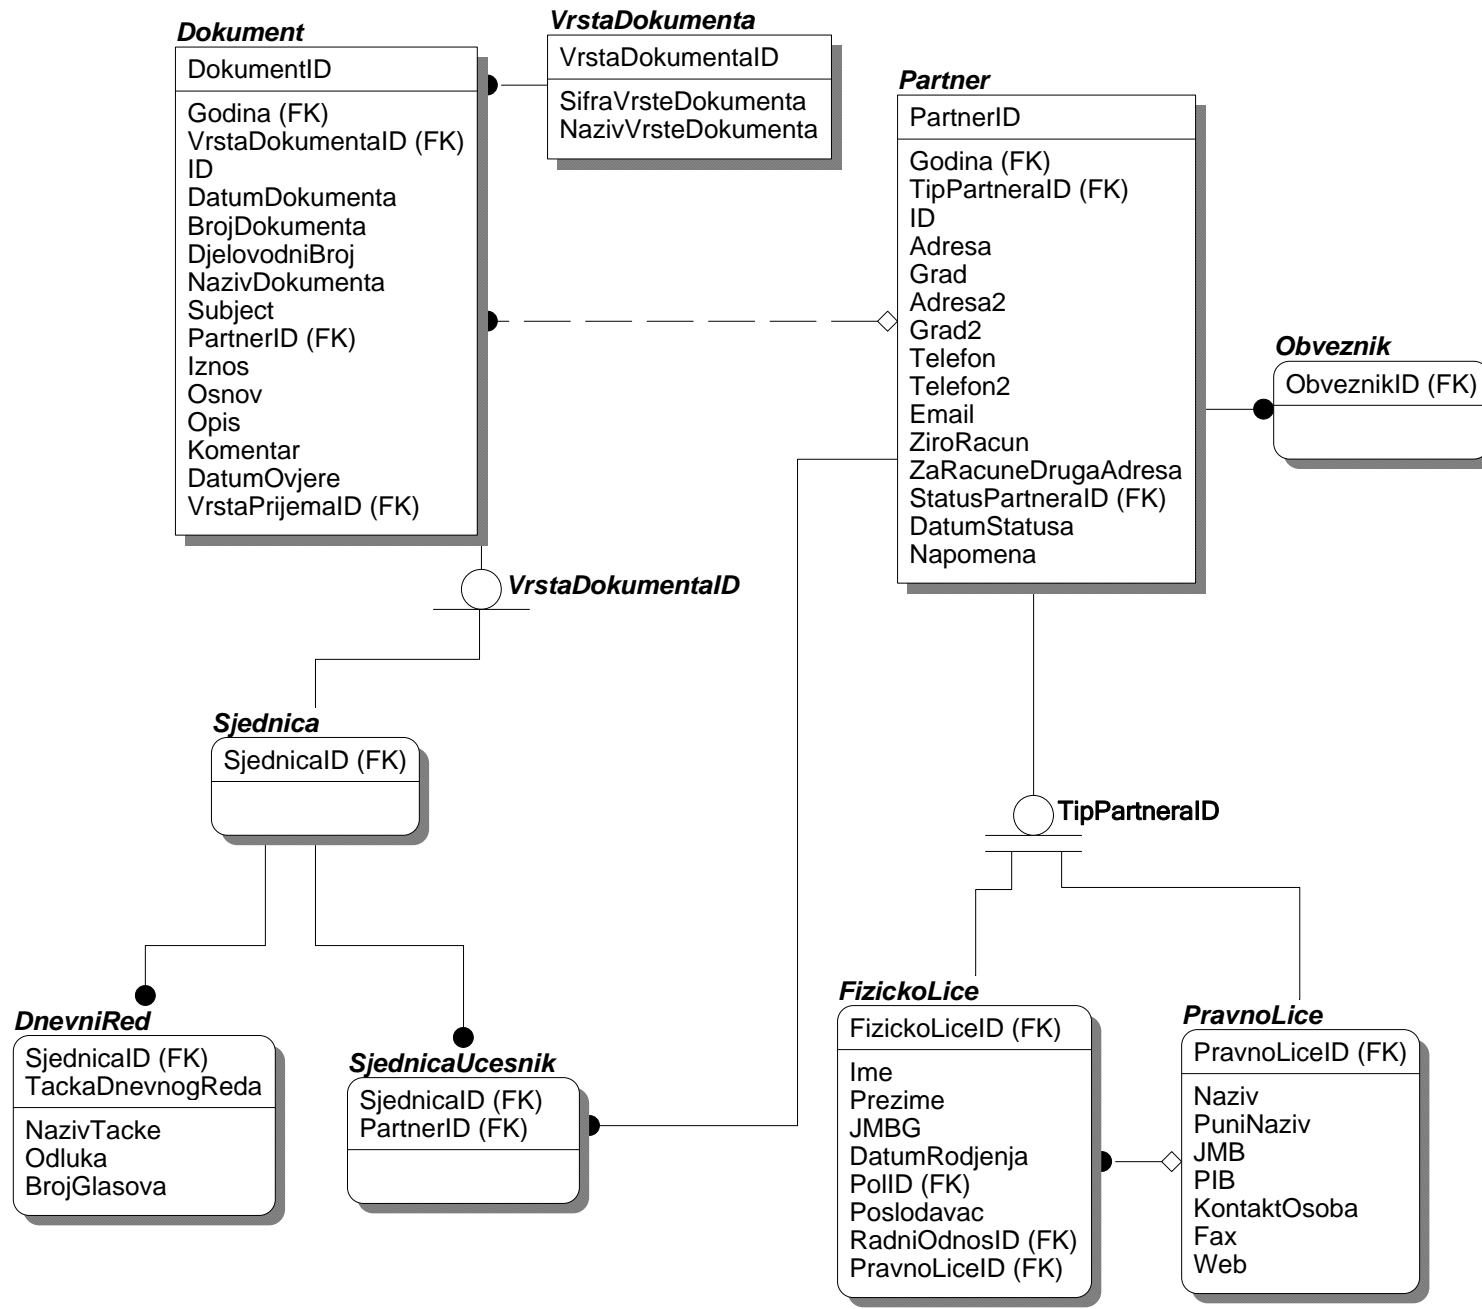 Dokument
DokumentID
Godina (FK)
VrstaDokumentaID (FK)
ID
DatumDokumenta
BrojDokumenta
DjelovodniBroj
NazivDokumenta
Subject
PartnerID (FK)
Iznos
Osnov
Opis
Komentar
DatumOvjere
VrstaPrijemaID (FK)
VrstaDokumenta
VrstaDokumentaID
SifraVrsteDokumenta
NazivVrsteDokumenta
Partner
PartnerID
Godina (FK)
TipPartneraID (FK)
ID
Adresa
Grad
Adresa2
Grad2
Telefon
Telefon2
Email
ZiroRacun
ZaRacuneDrugaAdresa
StatusPartneraID (FK)
DatumStatusa
Napomena
Obveznik
ObveznikID (FK)
VrstaDokumentaID
Sjednica
SjednicaID (FK)
TipPartneraID
DnevniRed
SjednicaID (FK)
TackaDnevnogReda
NazivTacke
Odluka
BrojGlasova
SjednicaUcesnik
SjednicaID (FK)
PartnerID (FK)
FizickoLice
FizickoLiceID (FK)
Ime
Prezime
JMBG
DatumRodjenja
PolID (FK)
Poslodavac
RadniOdnosID (FK)
PravnoLiceID (FK)
PravnoLice
PravnoLiceID (FK)
Naziv
PuniNaziv
JMB
PIB
KontaktOsoba
Fax
Web